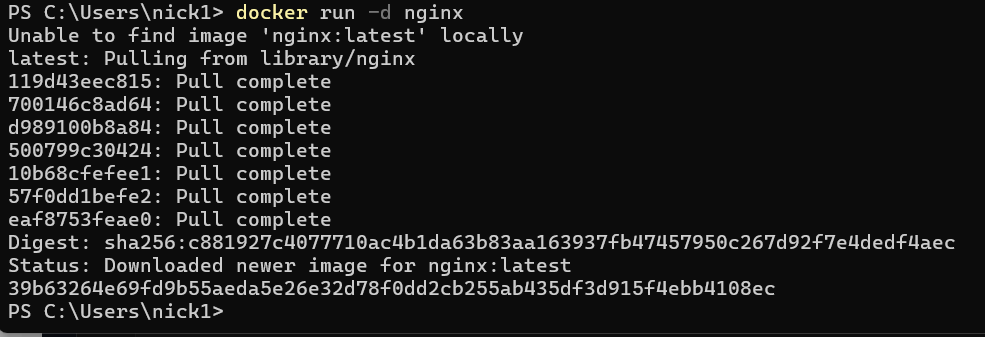 PS C:\Users\nick1> docker run -d nginx
Unable to find image 'nginx:latest' locally
latest: Pulling from library/nginx
119d43eec815: Pull complete
700146c8ad64: Pull complete
d989100b8a84: Pull complete
500799c30424: Pull complete
10b68cfefee1: Pull complete
57f0dd1befe2: Pull complete
eaf8753feae0: Pull complete
Digest: sha256:c881927c4077710ac4b1da63b83aa163937fb47457950c267d92f7e4dedf4aec
Status: Downloaded newer image for nginx:latest
39b63264e69fd9b55aeda5e26e32d78f0dd2cb255ab435df3d915f4ebb4108ec
PS C:\Users\nick1>